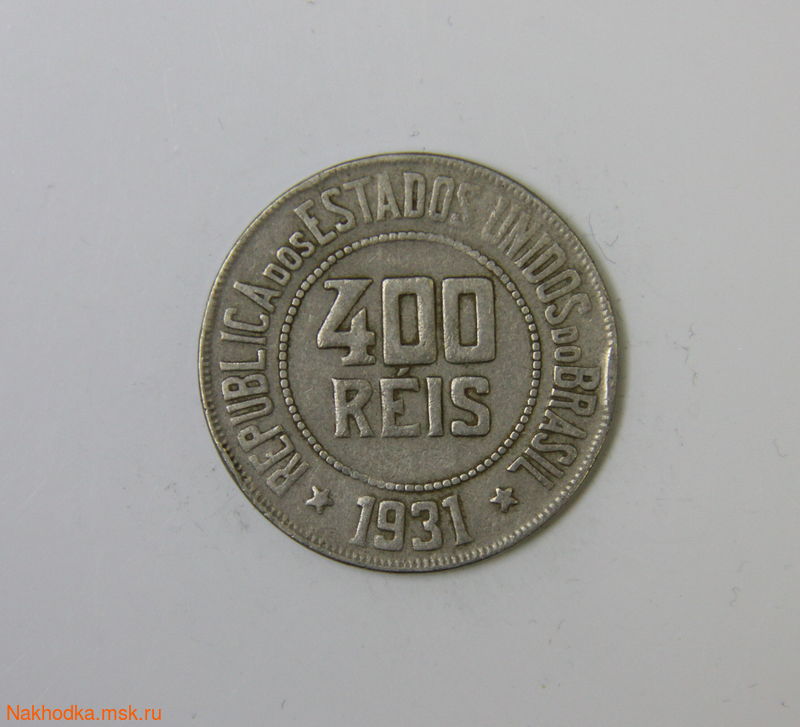 REPUBLICA DOS ESTADOS UNIDOS DO BRASIL
400
RÉIS
1931
Nakhodka.msk.ru